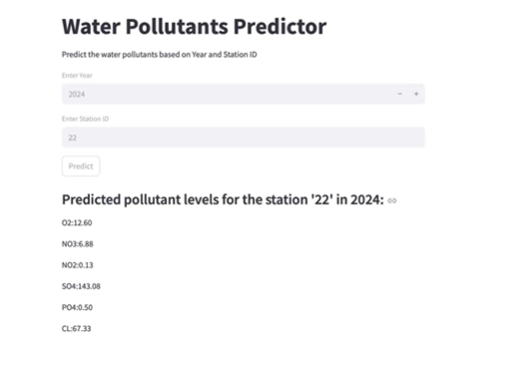 Water Pollutants Predictor
Predict the water pollutants based on Year and Station ID
Enter Year
2024
Enter Station ID
22
Predict
Predicted pollutant levels for the station '22' in 2024:
O2:12.60
NO3:6.88
NO2:0.13
SO4:143.08
PO4:0.50
CL:67.33